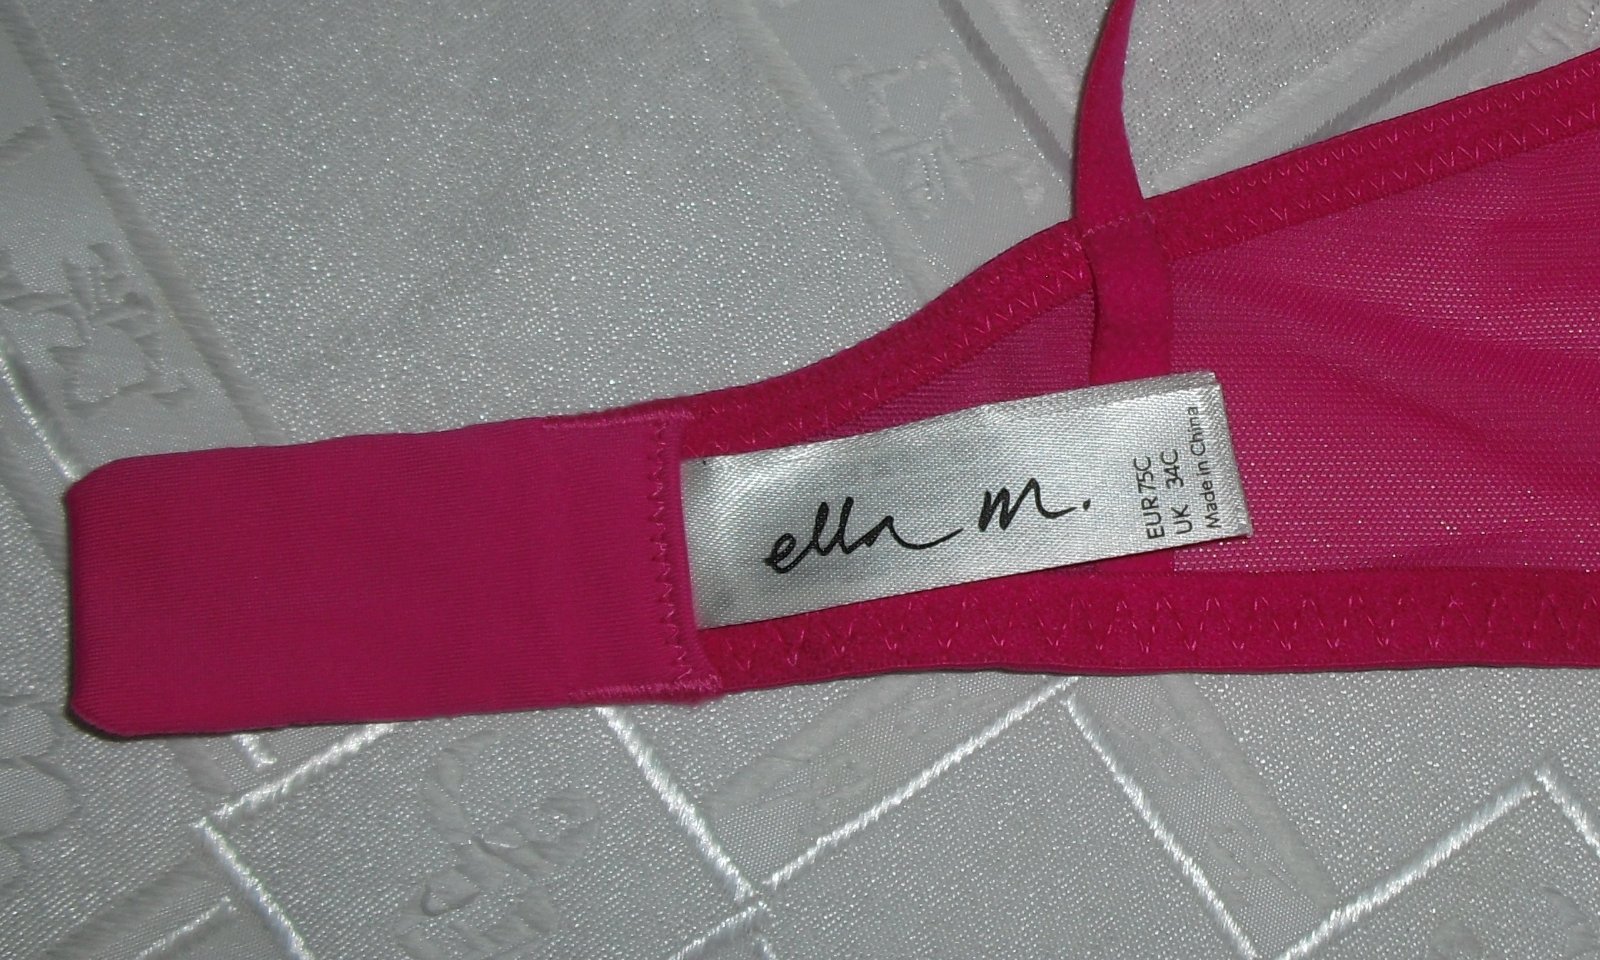 ella m.
EUR 75C
UK 34C
Made in China